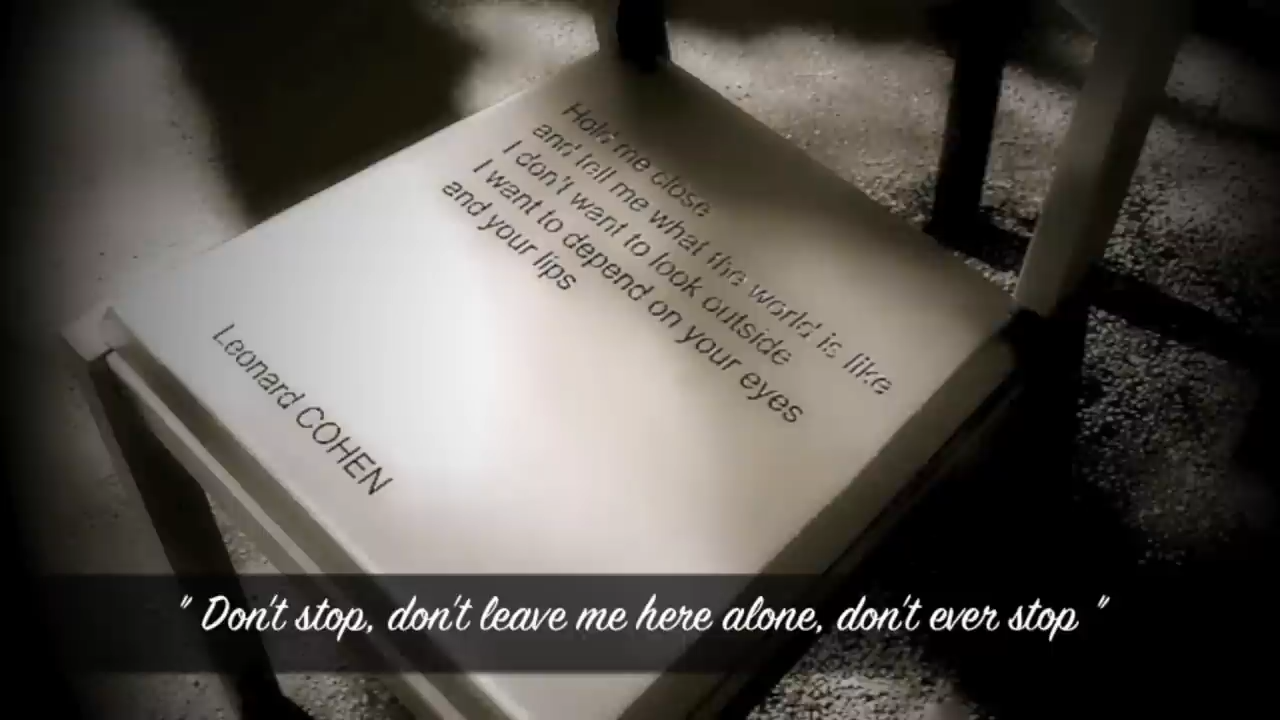 Hold me close
and tell me what the world is like
I don't want to look outside
I want to depend on your eyes
and your lips
Leonard COHEN
" Don't stop, don't leave me here alone, don't ever stop "